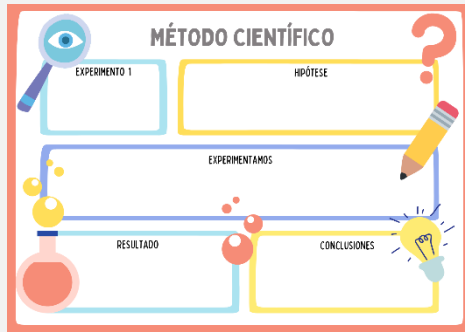 MÉTODO CIENTÍFICO
EXPERIMENTO 1
HIPÓTESE
EXPERIMENTAMOS
RESULTADO
CONCLUSIONES